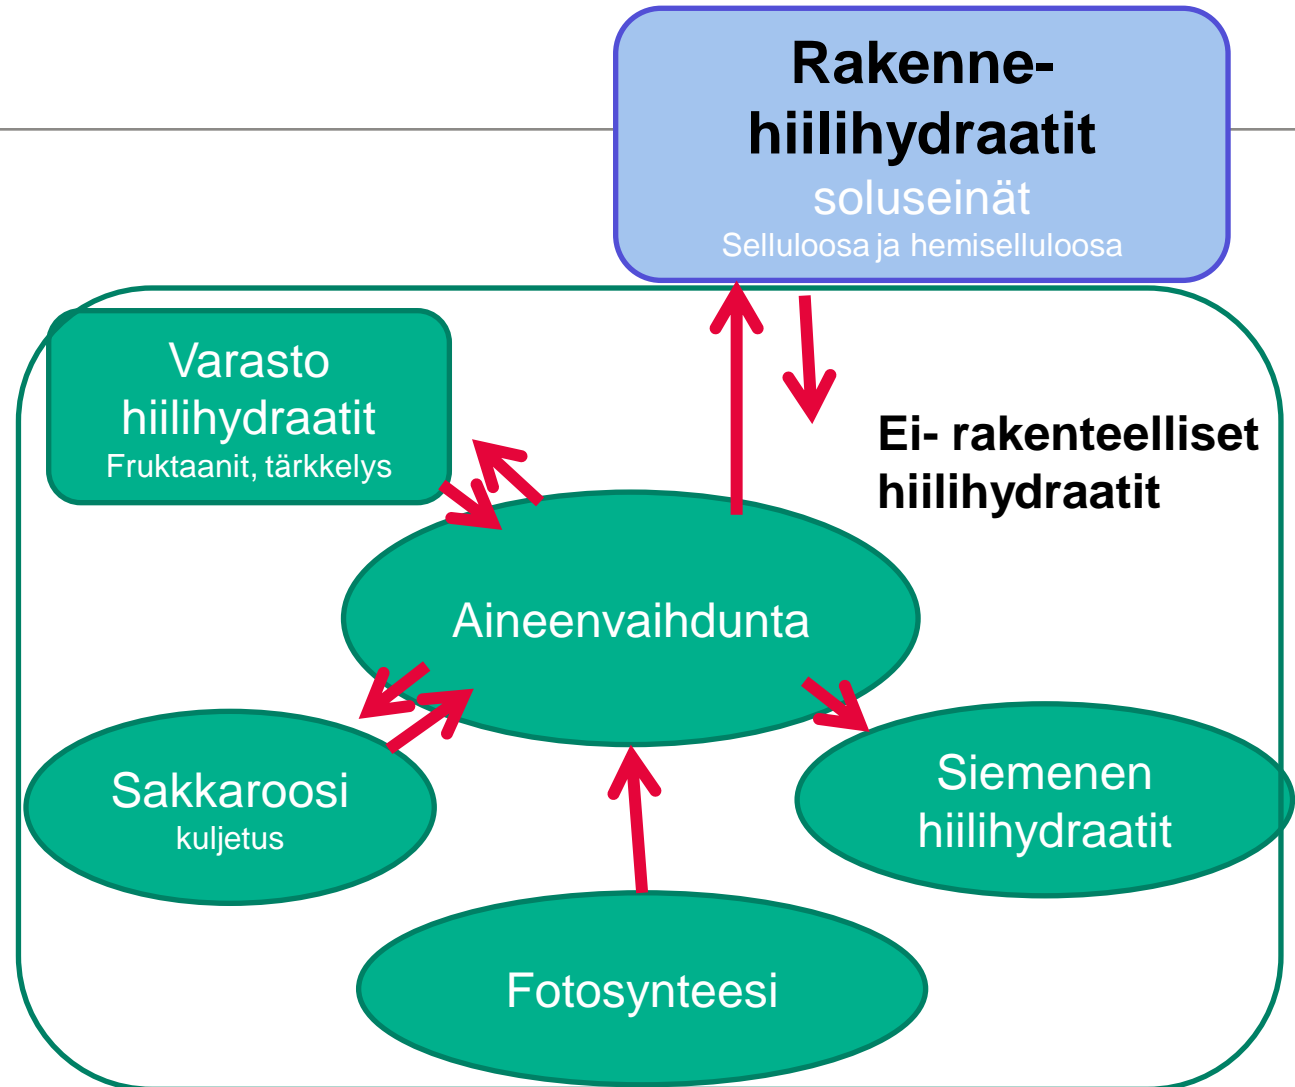 Rakenne-
hiilihydraatit
soluseinät
Selluloosa ja hemiselluloosa
Varasto
hiilihydraatit
Fruktaanit, tärkkelys
Ei- rakenteelliset
hiilihydraatit
Aineenvaihdunta
Sakkaroosi
kuljetus
Siemenen
hiilihydraatit
Fotosynteesi